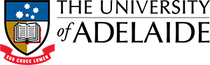 THE UNIVERSITY
of ADELAIDE
SUB CRUCE LUMEN